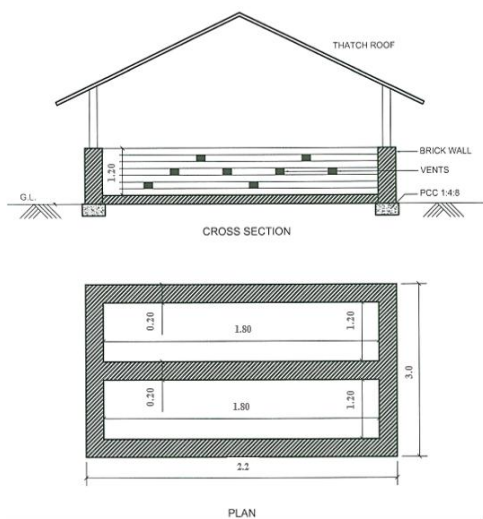 THATCH ROOF
1.20
BRICK WALL
VENTS
PCC 1:4:8
G.L.
CROSS SECTION
0.20
1.20
1.80
3.0
0.20
1.20
1.80
2.2
PLAN